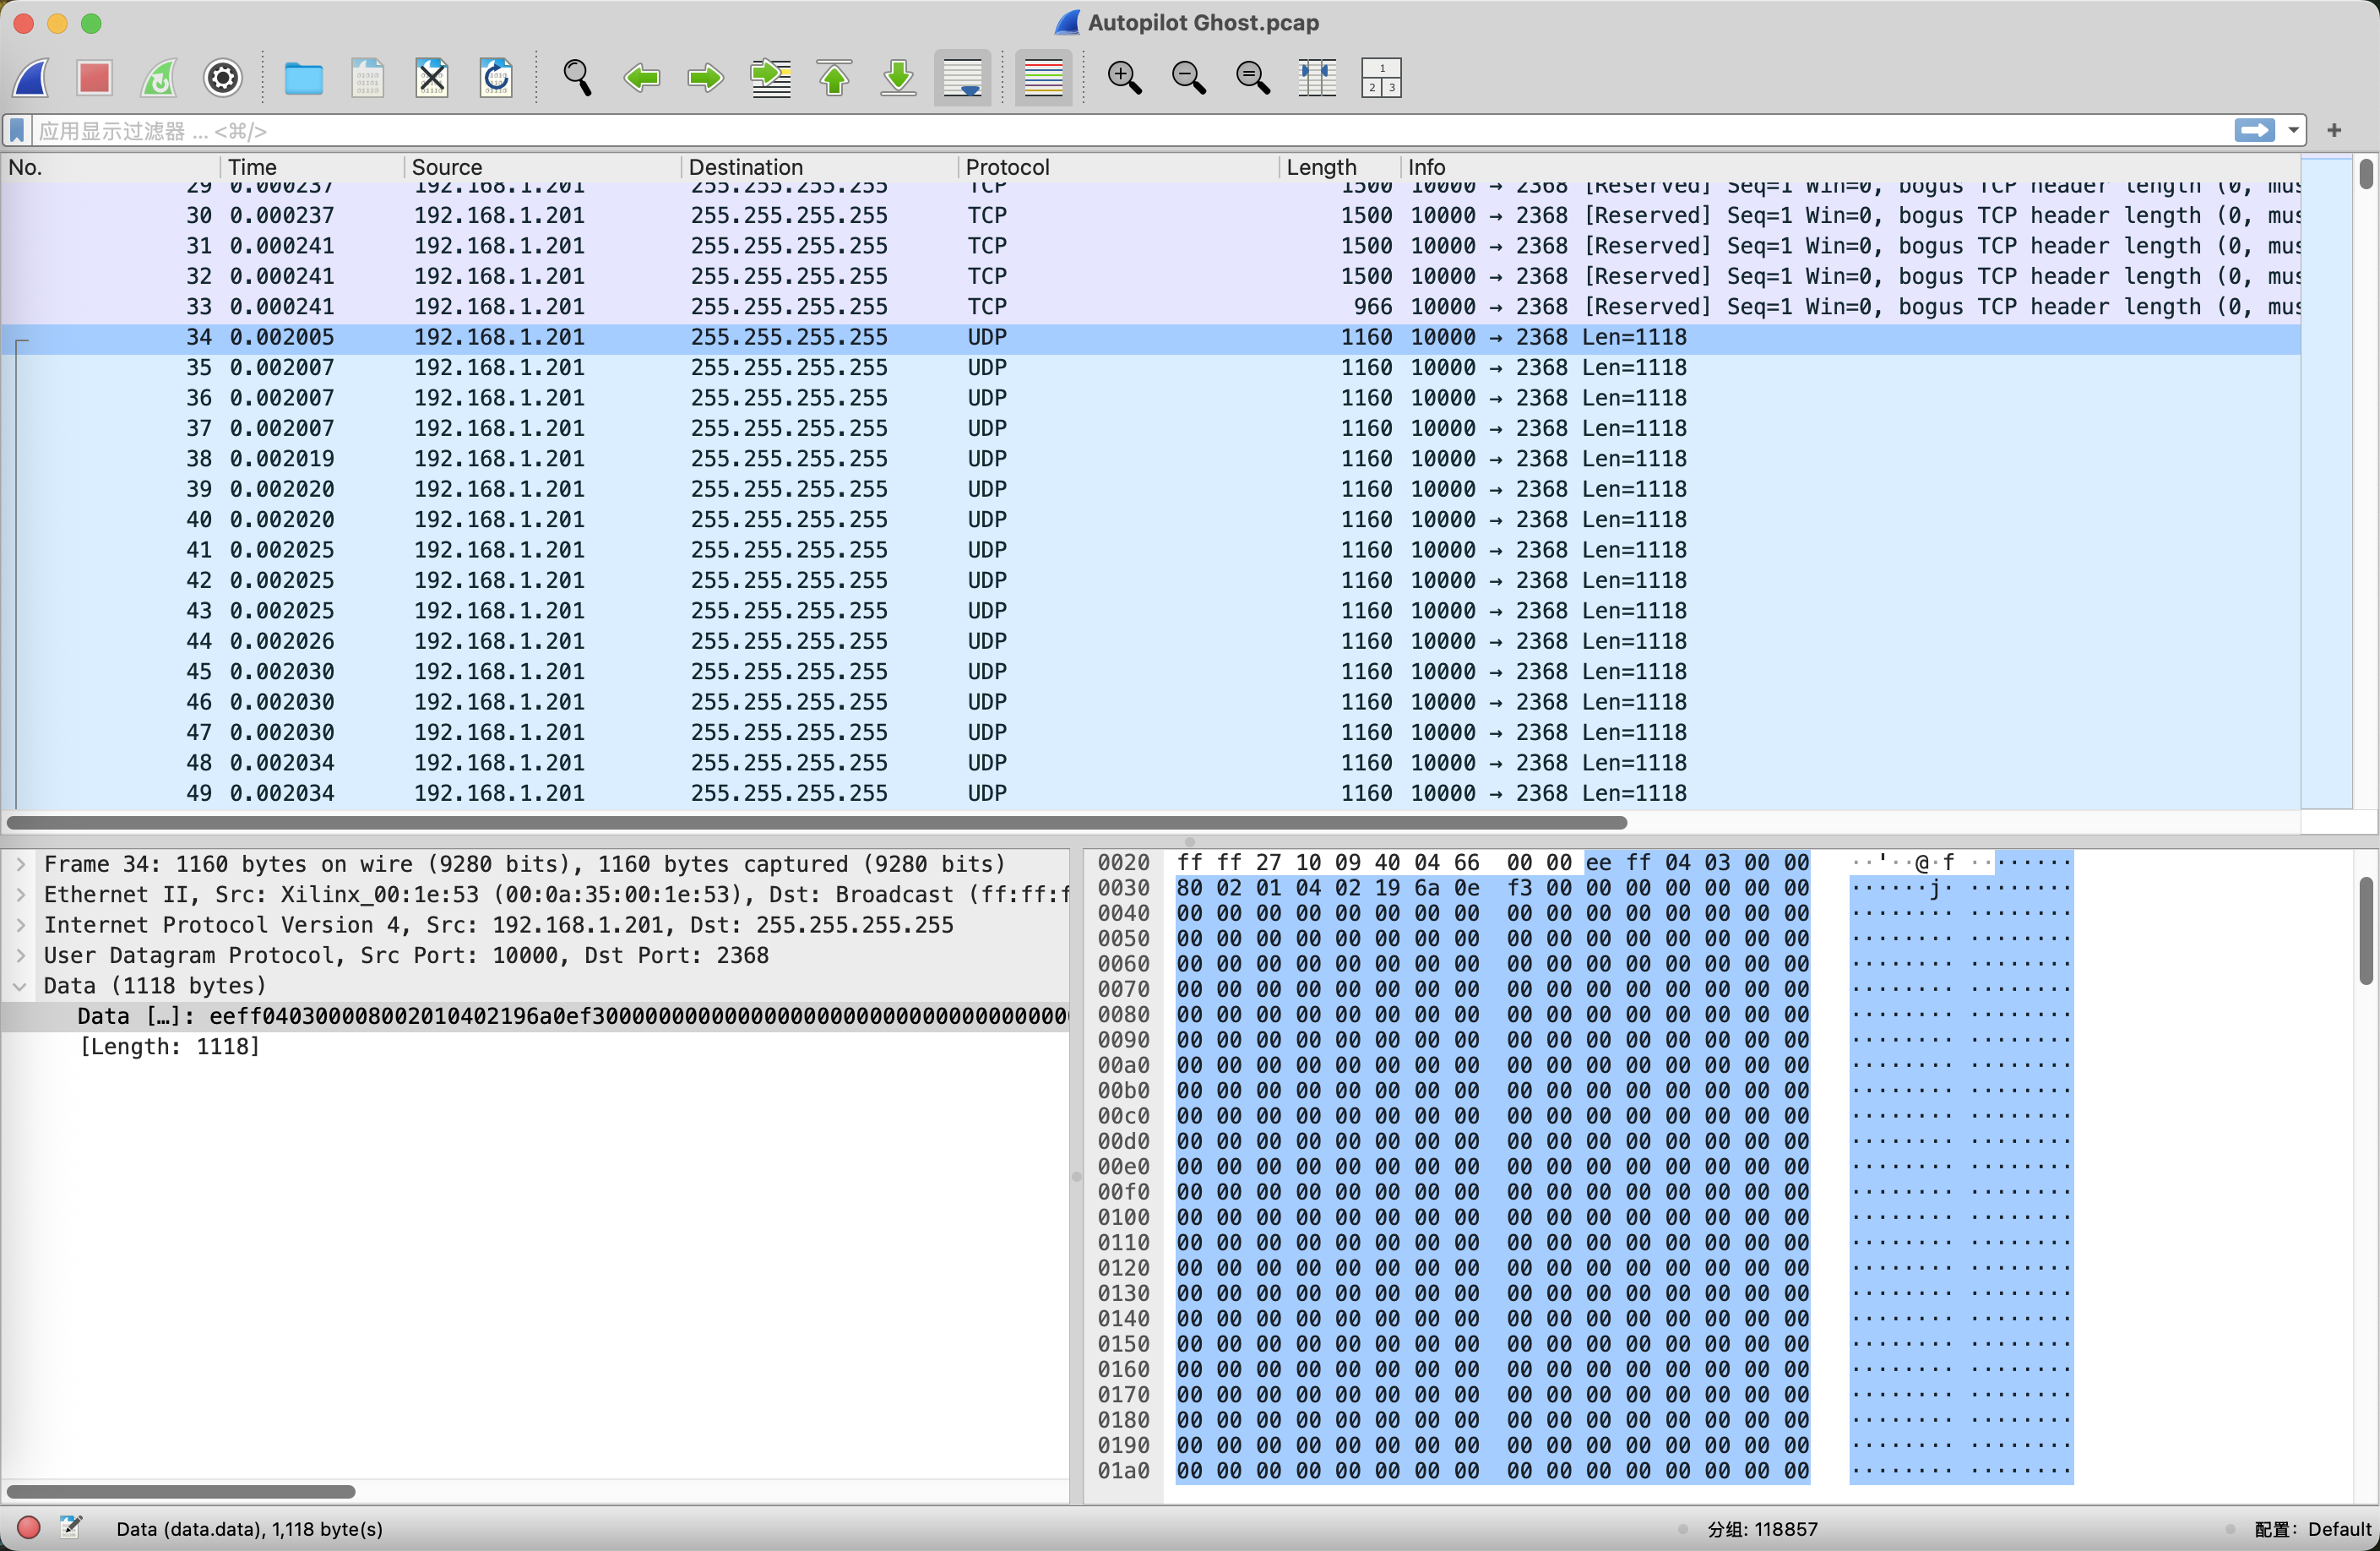 Autopilot Ghost.pcap
应用显示过滤器 … <⌘/>
No. Time Source Destination Protocol Length Info
29 0.000237 192.168.1.201 255.255.255.255 TCP 1500 10000 → 2368 [Reserved] Seq=1 Win=0, bogus TCP header length (0, mus
30 0.000237 192.168.1.201 255.255.255.255 TCP 1500 10000 → 2368 [Reserved] Seq=1 Win=0, bogus TCP header length (0, mus
31 0.000241 192.168.1.201 255.255.255.255 TCP 1500 10000 → 2368 [Reserved] Seq=1 Win=0, bogus TCP header length (0, mus
32 0.000241 192.168.1.201 255.255.255.255 TCP 1500 10000 → 2368 [Reserved] Seq=1 Win=0, bogus TCP header length (0, mus
33 0.000241 192.168.1.201 255.255.255.255 TCP 966 10000 → 2368 [Reserved] Seq=1 Win=0, bogus TCP header length (0, mus
34 0.002005 192.168.1.201 255.255.255.255 UDP 1160 10000 → 2368 Len=1118
35 0.002007 192.168.1.201 255.255.255.255 UDP 1160 10000 → 2368 Len=1118
36 0.002007 192.168.1.201 255.255.255.255 UDP 1160 10000 → 2368 Len=1118
37 0.002007 192.168.1.201 255.255.255.255 UDP 1160 10000 → 2368 Len=1118
38 0.002019 192.168.1.201 255.255.255.255 UDP 1160 10000 → 2368 Len=1118
39 0.002020 192.168.1.201 255.255.255.255 UDP 1160 10000 → 2368 Len=1118
40 0.002020 192.168.1.201 255.255.255.255 UDP 1160 10000 → 2368 Len=1118
41 0.002025 192.168.1.201 255.255.255.255 UDP 1160 10000 → 2368 Len=1118
42 0.002025 192.168.1.201 255.255.255.255 UDP 1160 10000 → 2368 Len=1118
43 0.002025 192.168.1.201 255.255.255.255 UDP 1160 10000 → 2368 Len=1118
44 0.002026 192.168.1.201 255.255.255.255 UDP 1160 10000 → 2368 Len=1118
45 0.002030 192.168.1.201 255.255.255.255 UDP 1160 10000 → 2368 Len=1118
46 0.002030 192.168.1.201 255.255.255.255 UDP 1160 10000 → 2368 Len=1118
47 0.002030 192.168.1.201 255.255.255.255 UDP 1160 10000 → 2368 Len=1118
48 0.002034 192.168.1.201 255.255.255.255 UDP 1160 10000 → 2368 Len=1118
49 0.002034 192.168.1.201 255.255.255.255 UDP 1160 10000 → 2368 Len=1118
Frame 34: 1160 bytes on wire (9280 bits), 1160 bytes captured (9280 bits)
Ethernet II, Src: Xilinx_00:1e:53 (00:0a:35:00:1e:53), Dst: Broadcast (ff:ff:f
Internet Protocol Version 4, Src: 192.168.1.201, Dst: 255.255.255.255
User Datagram Protocol, Src Port: 10000, Dst Port: 2368
Data (1118 bytes)
Data […]: eeff040300008002010402196a0ef300000000000000000000000000000000000
[Length: 1118]
0020 ff ff 27 10 09 40 04 66 00 00 ee ff 04 03 00 00 ··'··@·f ········
0030 80 02 01 04 02 19 6a 0e f3 00 00 00 00 00 00 00 ······j· ········
0040 00 00 00 00 00 00 00 00 00 00 00 00 00 00 00 00 ········ ········
0050 00 00 00 00 00 00 00 00 00 00 00 00 00 00 00 00 ········ ········
0060 00 00 00 00 00 00 00 00 00 00 00 00 00 00 00 00 ········ ········
0070 00 00 00 00 00 00 00 00 00 00 00 00 00 00 00 00 ········ ········
0080 00 00 00 00 00 00 00 00 00 00 00 00 00 00 00 00 ········ ········
0090 00 00 00 00 00 00 00 00 00 00 00 00 00 00 00 00 ········ ········
00a0 00 00 00 00 00 00 00 00 00 00 00 00 00 00 00 00 ········ ········
00b0 00 00 00 00 00 00 00 00 00 00 00 00 00 00 00 00 ········ ········
00c0 00 00 00 00 00 00 00 00 00 00 00 00 00 00 00 00 ········ ········
00d0 00 00 00 00 00 00 00 00 00 00 00 00 00 00 00 00 ········ ········
00e0 00 00 00 00 00 00 00 00 00 00 00 00 00 00 00 00 ········ ········
00f0 00 00 00 00 00 00 00 00 00 00 00 00 00 00 00 00 ········ ········
0100 00 00 00 00 00 00 00 00 00 00 00 00 00 00 00 00 ········ ········
0110 00 00 00 00 00 00 00 00 00 00 00 00 00 00 00 00 ········ ········
0120 00 00 00 00 00 00 00 00 00 00 00 00 00 00 00 00 ········ ········
0130 00 00 00 00 00 00 00 00 00 00 00 00 00 00 00 00 ········ ········
0140 00 00 00 00 00 00 00 00 00 00 00 00 00 00 00 00 ········ ········
0150 00 00 00 00 00 00 00 00 00 00 00 00 00 00 00 00 ········ ········
0160 00 00 00 00 00 00 00 00 00 00 00 00 00 00 00 00 ········ ········
0170 00 00 00 00 00 00 00 00 00 00 00 00 00 00 00 00 ········ ········
0180 00 00 00 00 00 00 00 00 00 00 00 00 00 00 00 00 ········ ········
0190 00 00 00 00 00 00 00 00 00 00 00 00 00 00 00 00 ········ ········
01a0 00 00 00 00 00 00 00 00 00 00 00 00 00 00 00 00 ········ ········
Data (data.data), 1,118 byte(s) 分组: 118857 配置: Default